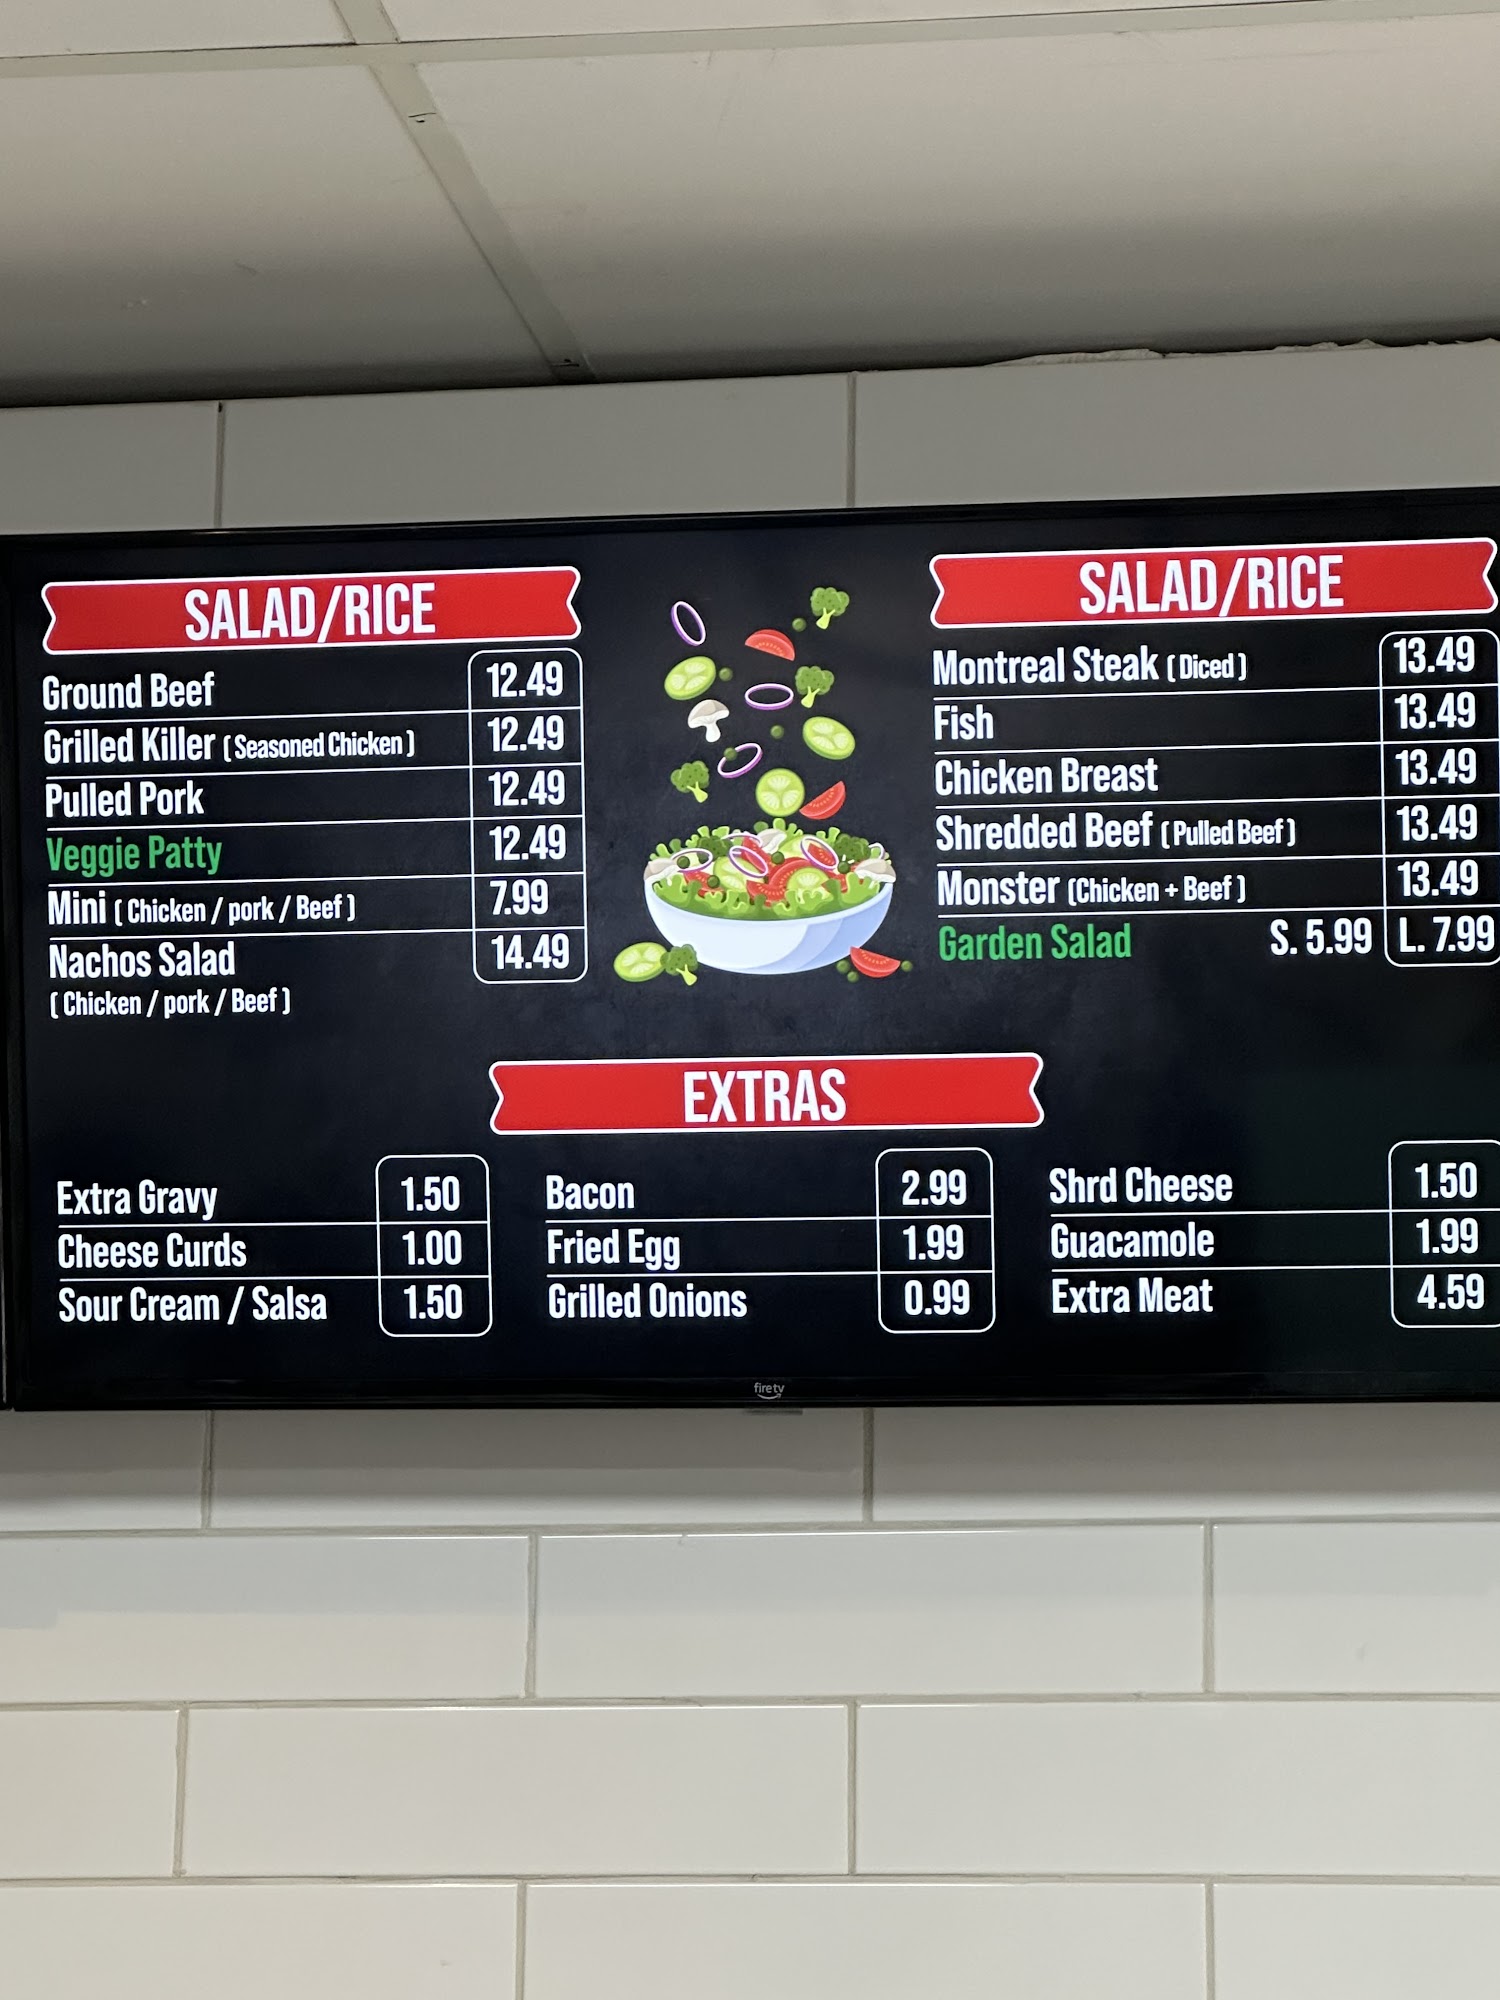 SALAD/RICE
Ground Beef 12.49
Grilled Killer ( Seasoned Chicken ) 12.49
Pulled Pork 12.49
Veggie Patty 12.49
Mini ( Chicken / pork / Beef ) 7.99
Nachos Salad 14.49
( Chicken / pork / Beef )
SALAD/RICE
Montreal Steak ( Diced ) 13.49
Fish 13.49
Chicken Breast 13.49
Shredded Beef ( Pulled Beef ) 13.49
Monster (Chicken + Beef ) 13.49
Garden Salad S. 5.99 L. 7.99
EXTRAS
Extra Gravy 1.50
Cheese Curds 1.00
Sour Cream / Salsa 1.50
Bacon 2.99
Fried Egg 1.99
Grilled Onions 0.99
Shrd Cheese 1.50
Guacamole 1.99
Extra Meat 4.59
fire tv